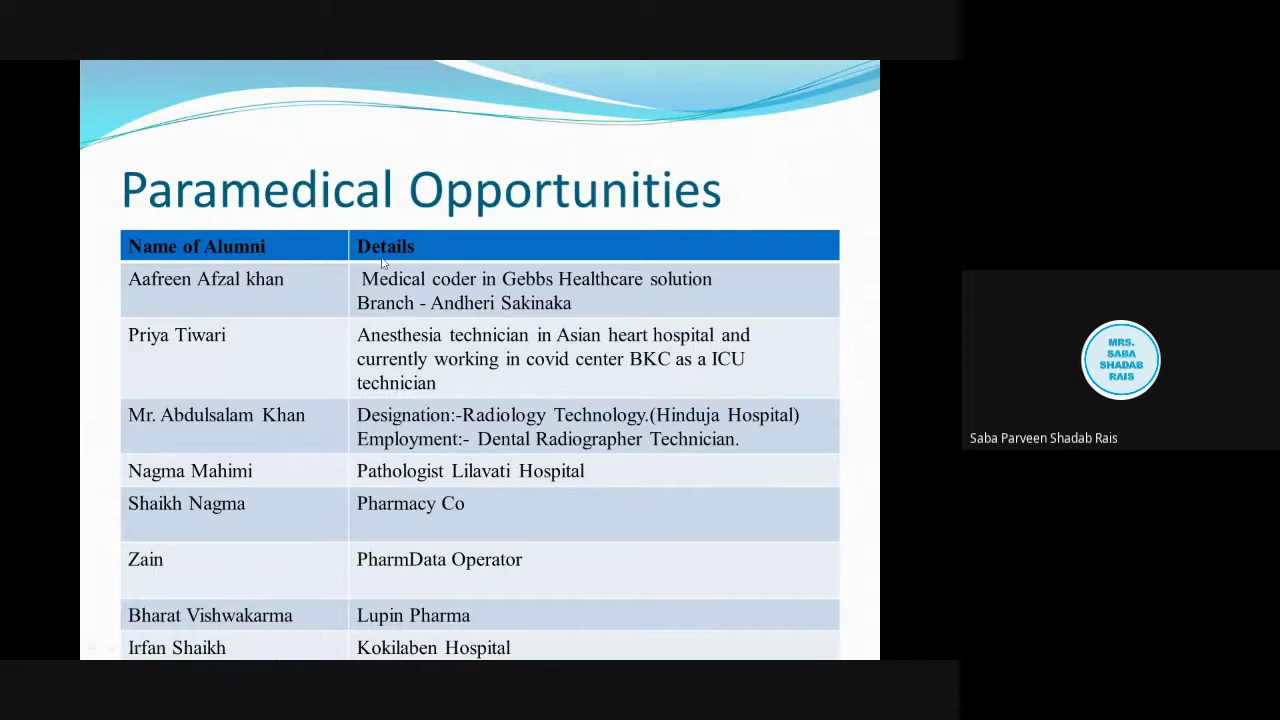 Paramedical Opportunities
Name of Alumni Details
Aafreen Afzal khan Medical coder in Gebbs Healthcare solution
Branch - Andheri Sakinaka
Priya Tiwari Anesthesia technician in Asian heart hospital and
currently working in covid center BKC as a ICU
technician
Mr. Abdulsalam Khan Designation:-Radiology Technology.(Hinduja Hospital)
Employment:- Dental Radiographer Technician.
Nagma Mahimi Pathologist Lilavati Hospital
Shaikh Nagma Pharmacy Co
Zain PharmData Operator
Bharat Vishwakarma Lupin Pharma
Irfan Shaikh Kokilaben Hospital
MRS.
SABA
SHADAB
RAIS
Saba Parveen Shadab Rais